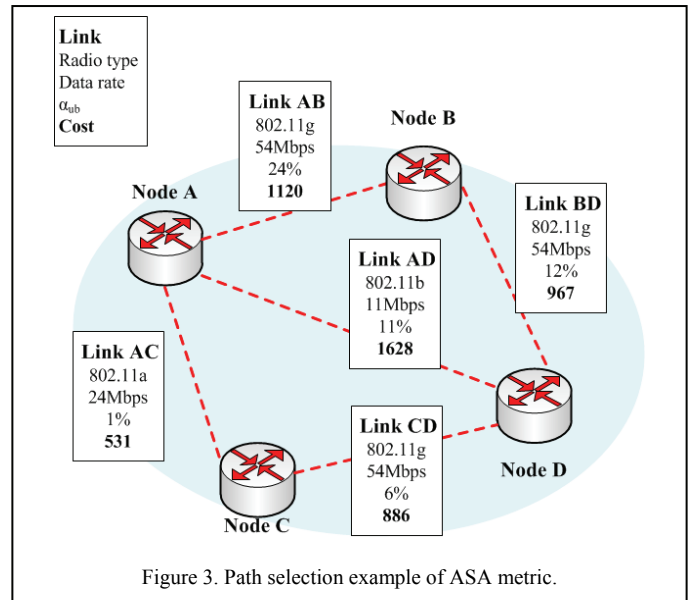 Link
Radio type
Data rate
αub
Cost
Link AB
802.11g
54Mbps
24%
1120
Node B
Node A
Link BD
802.11g
54Mbps
12%
967
Link AD
802.11b
11Mbps
11%
1628
Link AC
802.11a
24Mbps
1%
531
Link CD
802.11g
54Mbps
6%
886
Node D
Node C
Figure 3. Path selection example of ASA metric.